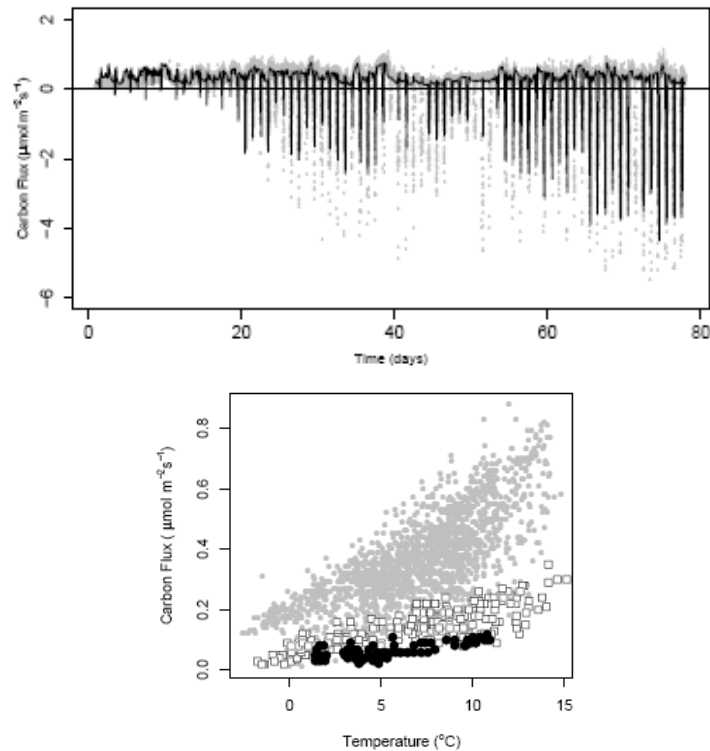 2
0
−2
−4
−6
Carbon Flux (µmol m⁻²s⁻¹)
0 20 40 60 80
Time (days)
0.8
0.6
0.4
0.2
0.0
Carbon Flux ( µmol m⁻²s⁻¹)
0 5 10 15
Temperature (°C)